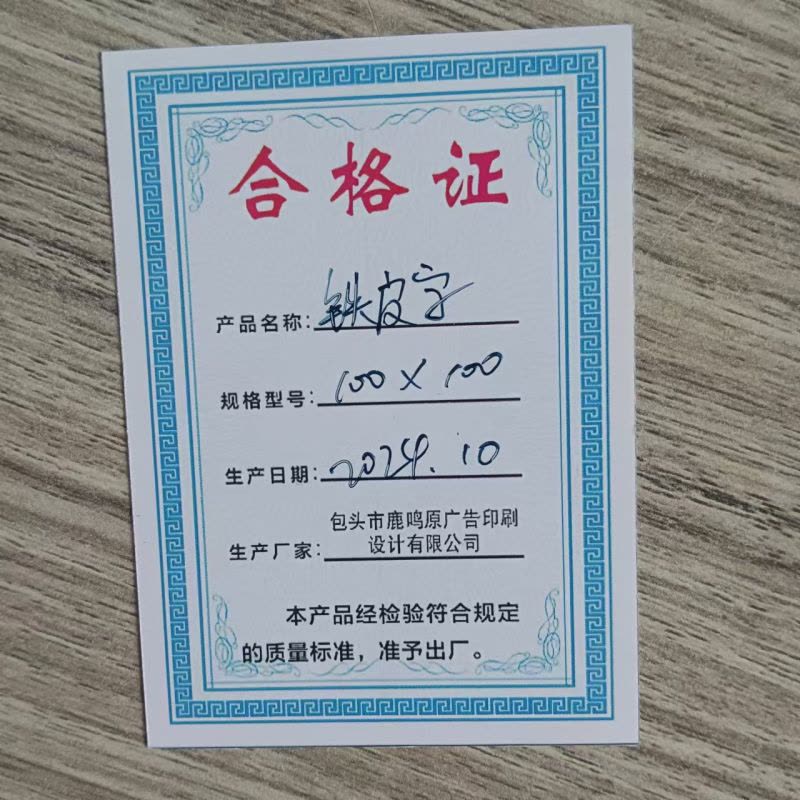 合格证
产品名称：铁皮字
规格型号：100×100
生产日期：2024.10
生产厂家：包头市鹿鸣原广告印刷
设计有限公司
本产品经检验符合规定
的质量标准，准予出厂。